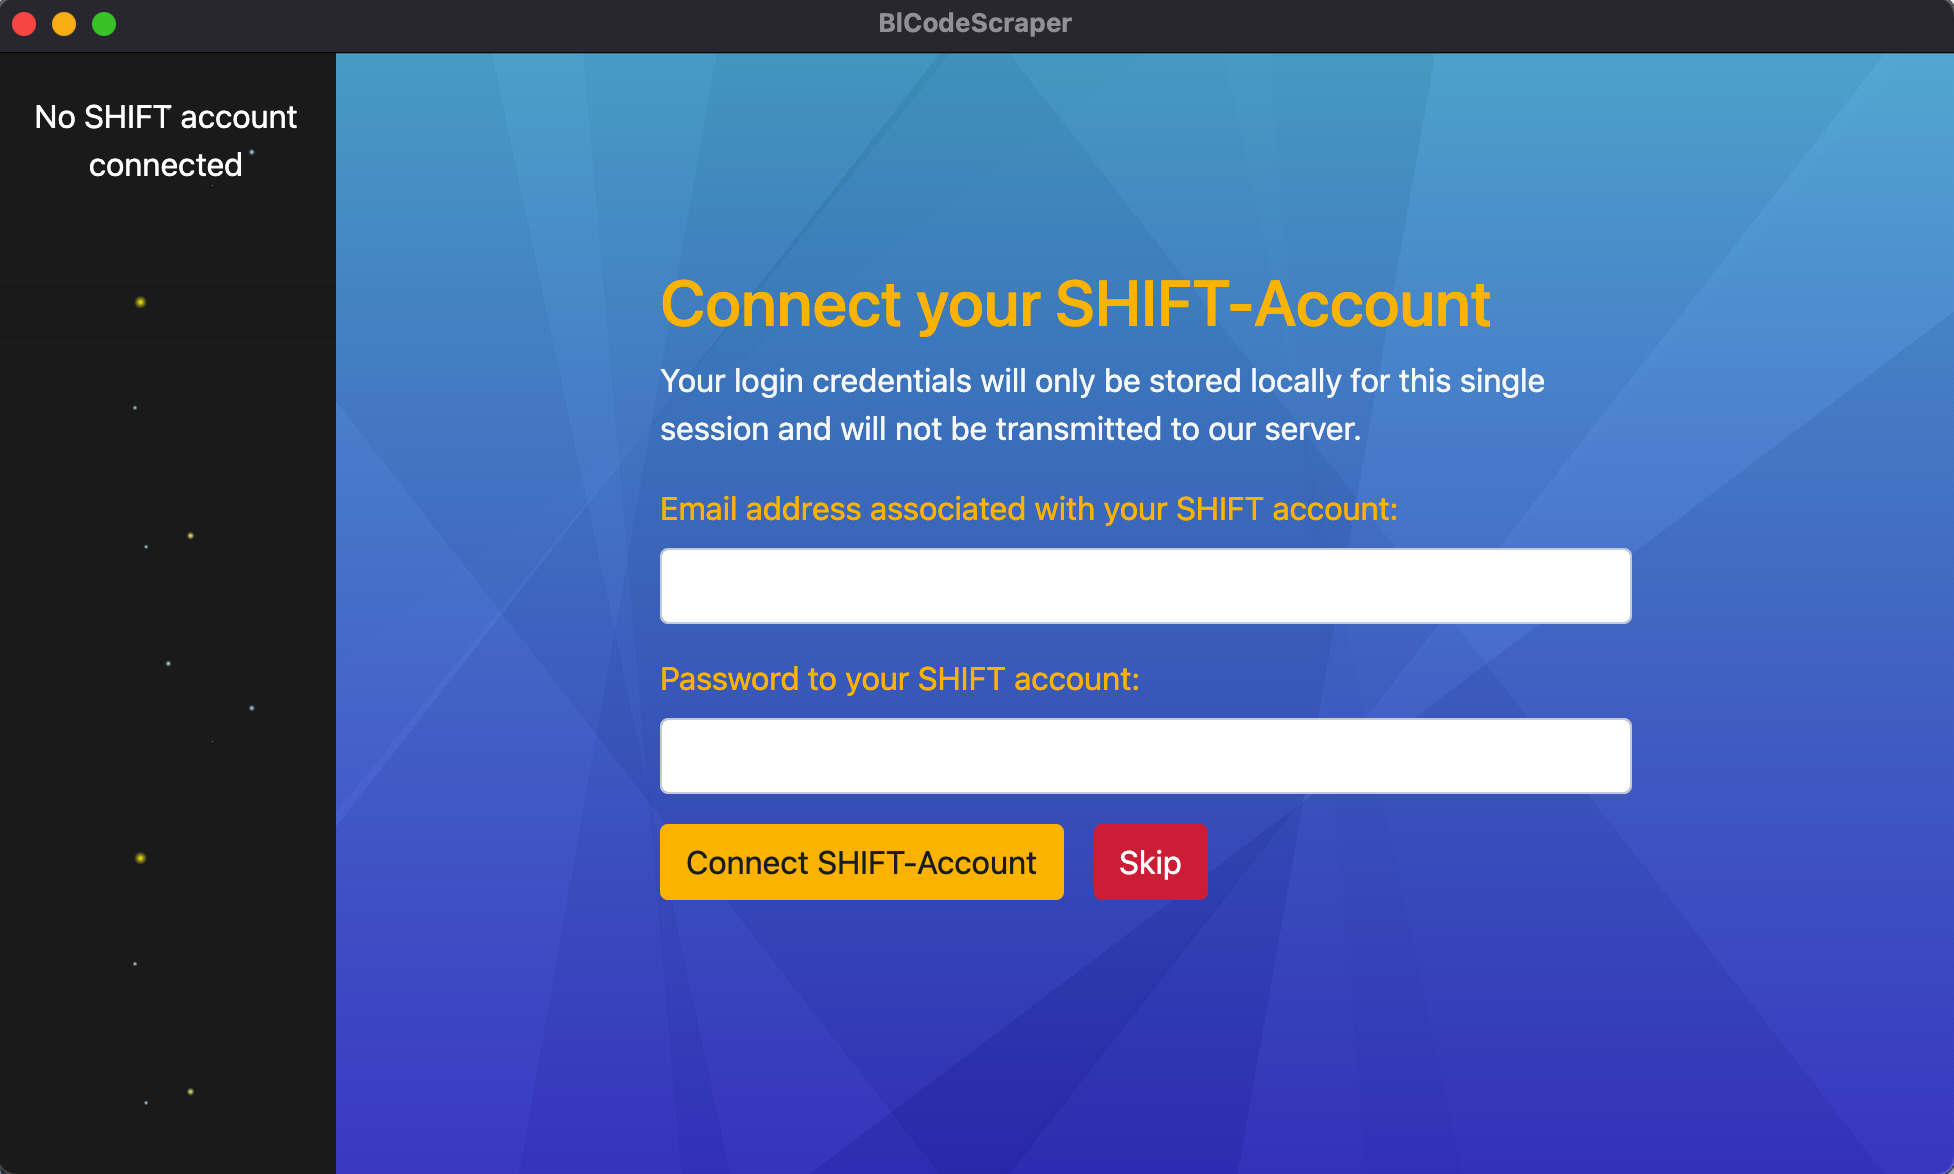 BlCodeScraper
No SHIFT account
connected
Connect your SHIFT-Account
Your login credentials will only be stored locally for this single
session and will not be transmitted to our server.
Email address associated with your SHIFT account:
Password to your SHIFT account:
Connect SHIFT-Account
Skip